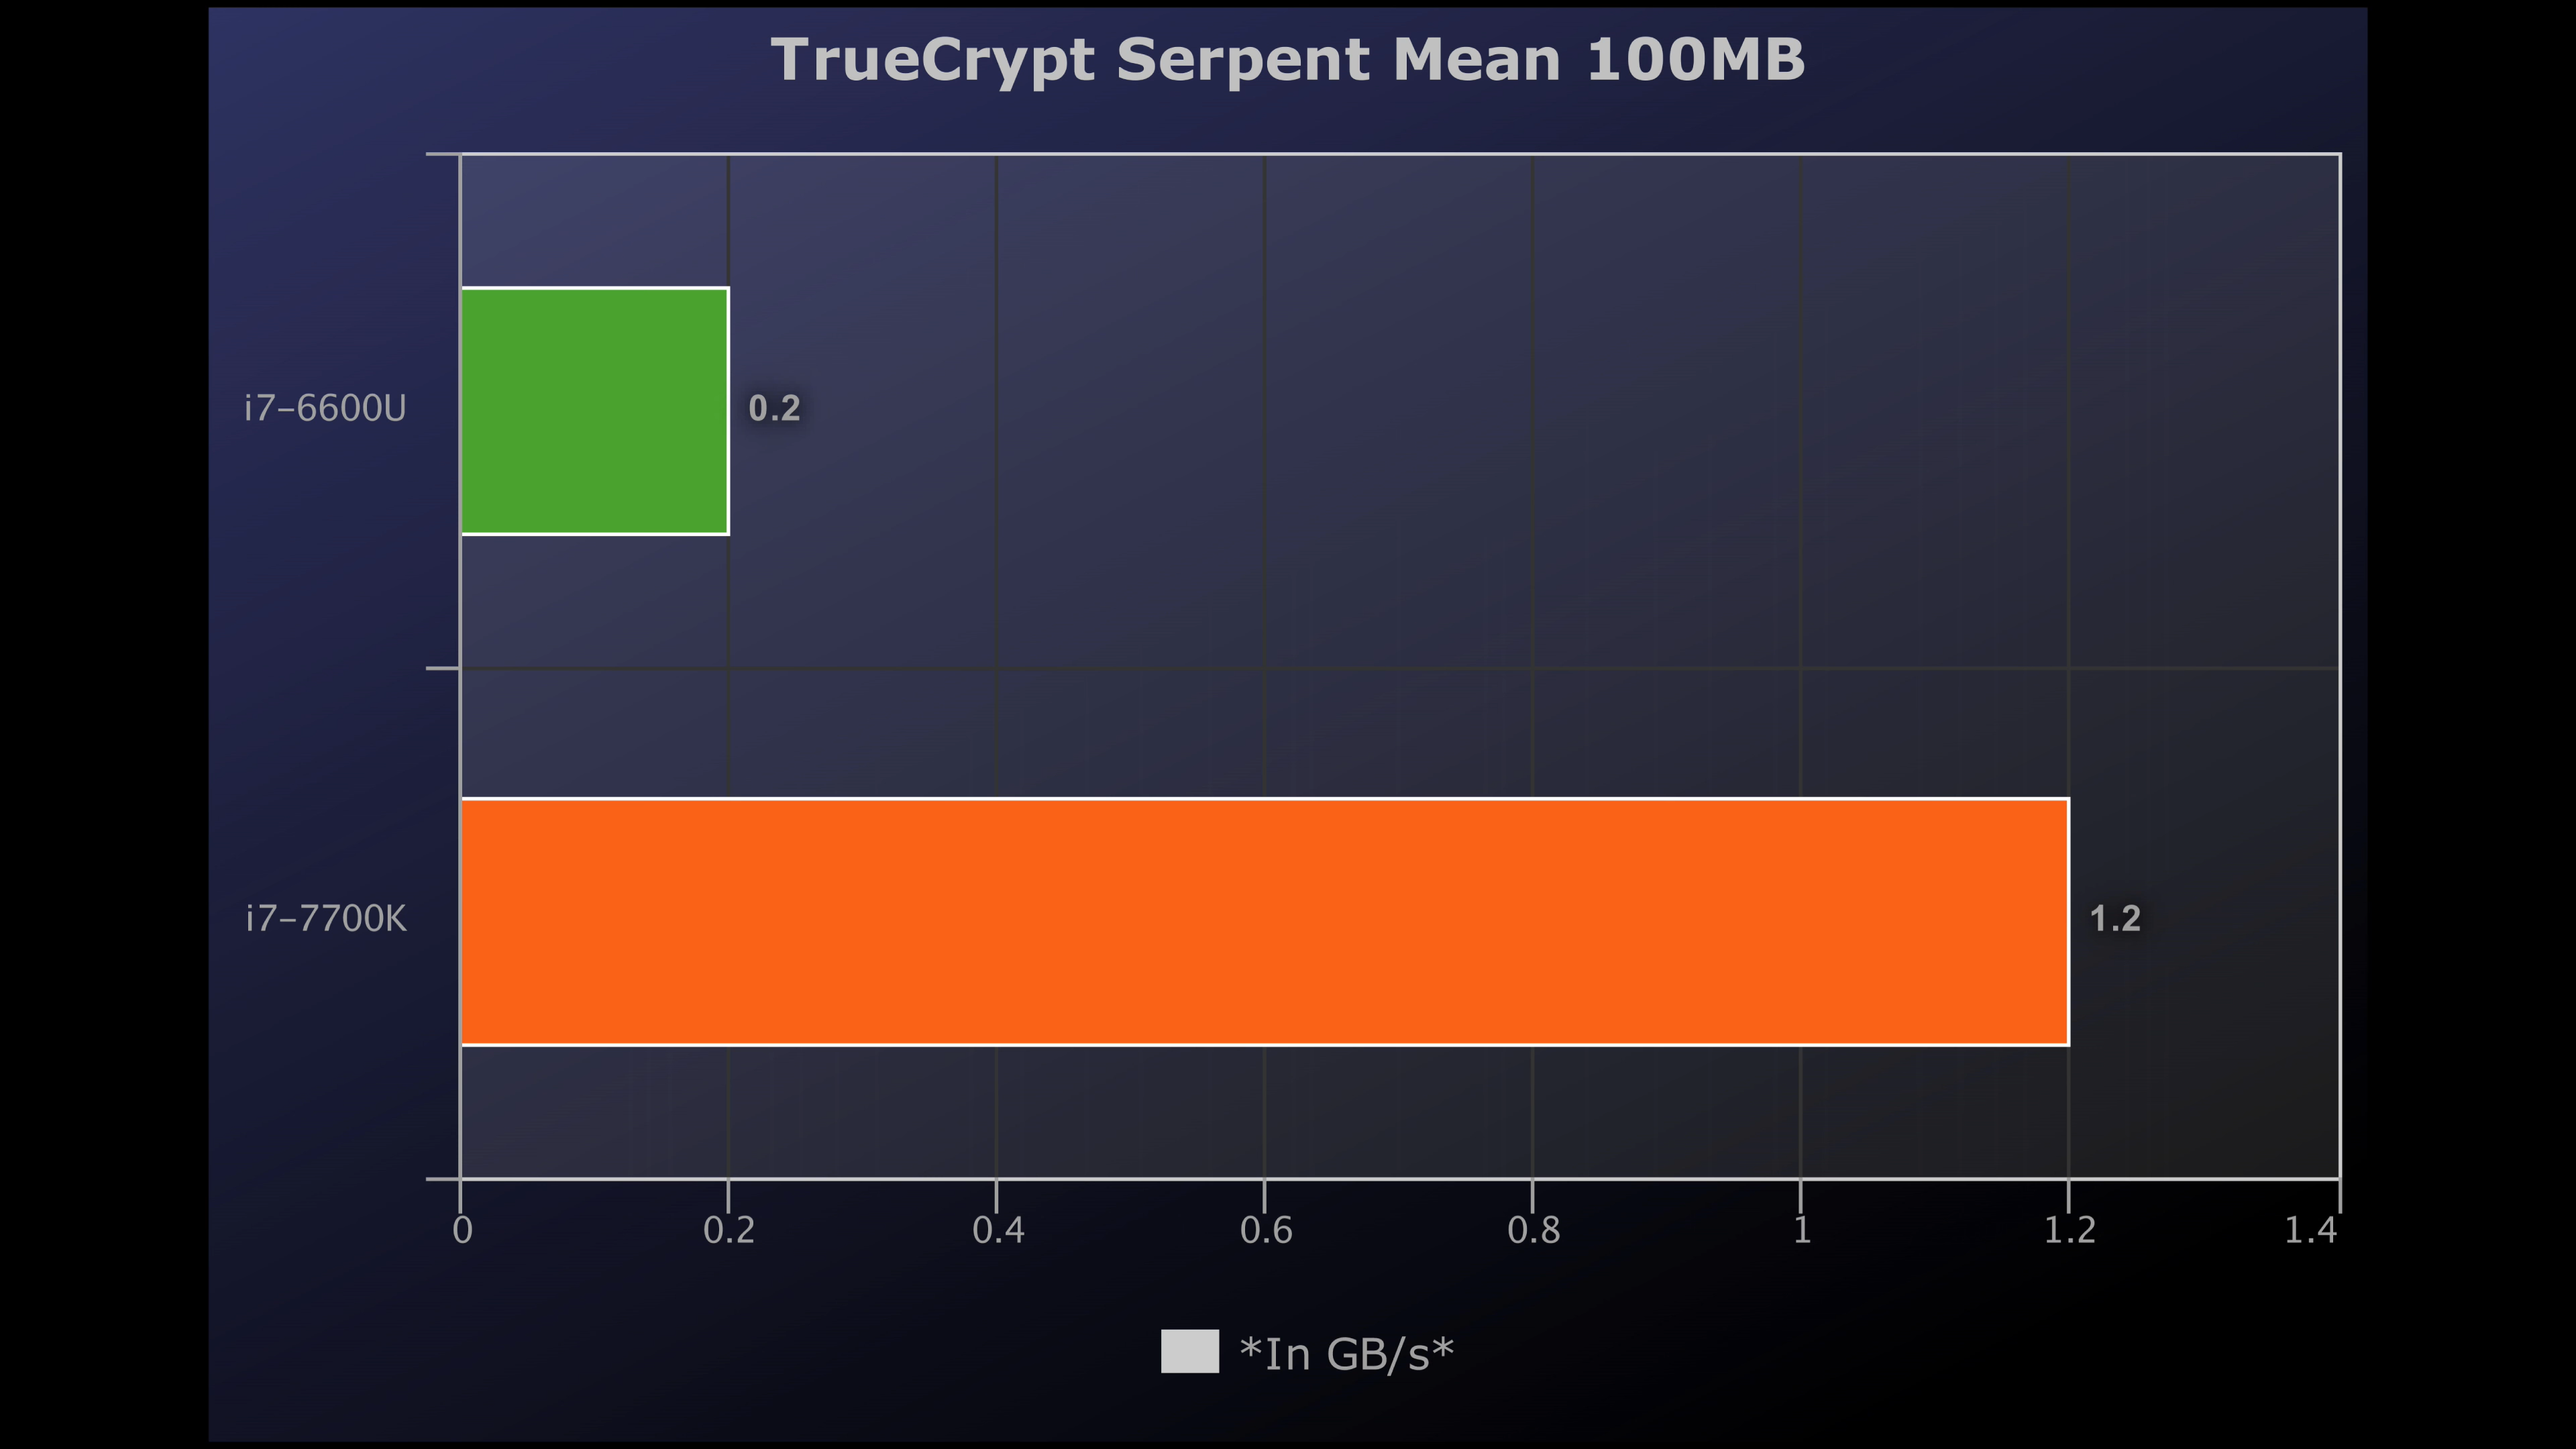 TrueCrypt Serpent Mean 100MB
i7-6600U
0.2
i7-7700K
1.2
0 0.2 0.4 0.6 0.8 1 1.2 1.4
*In GB/s*